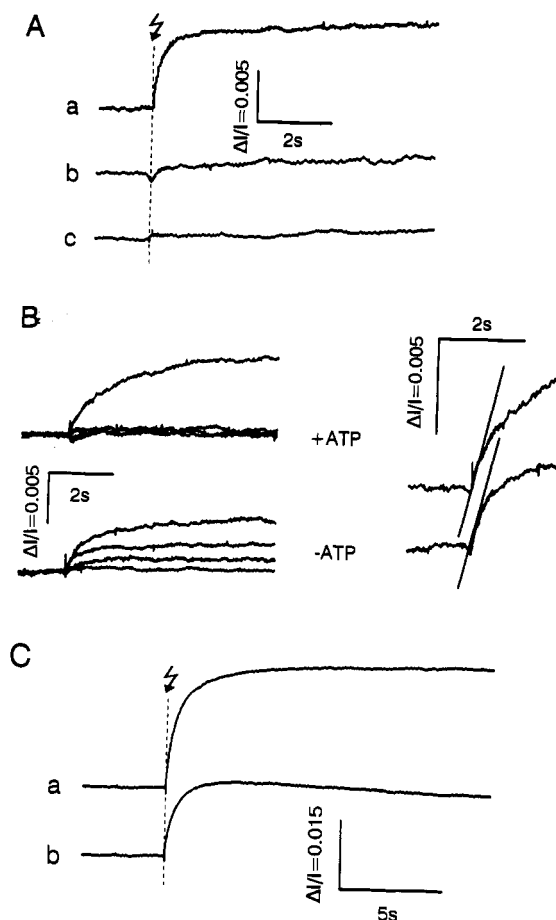 A
a
ΔI/I=0.005
2s
b
c
B
2s
ΔI/I=0.005
+ATP
ΔI/I=0.005
2s
-ATP
C
a
b
ΔI/I=0.015
5s